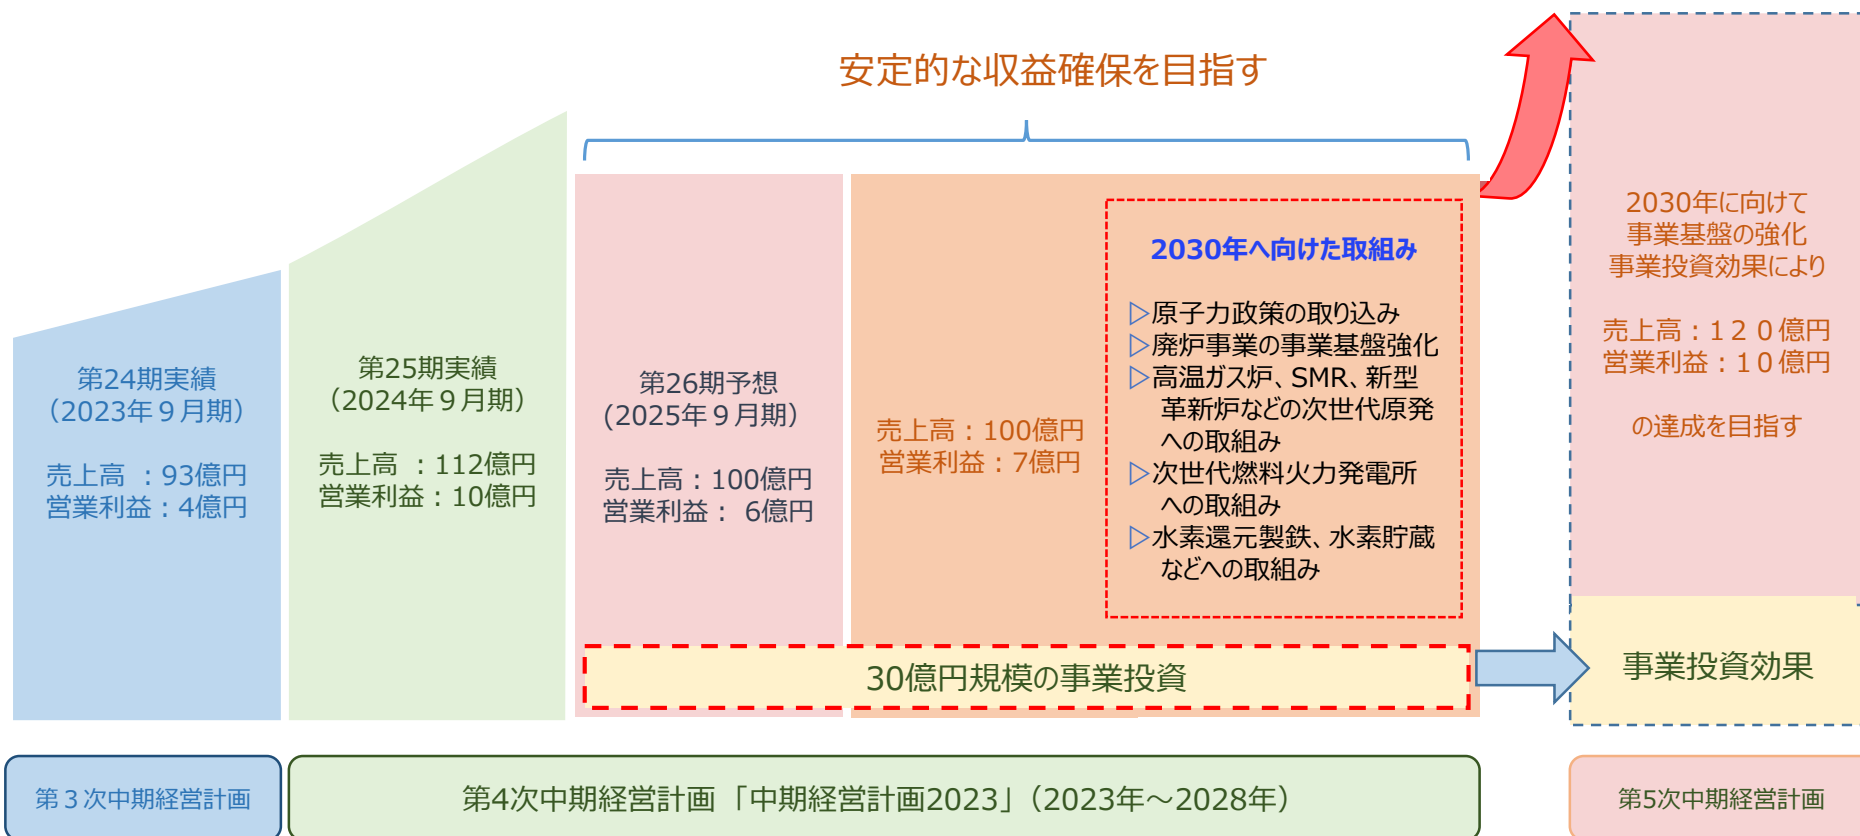 安定的な収益確保を目指す
第24期実績
（2023年９月期）
売上高 ：93億円
営業利益：4億円
第25期実績
（2024年９月期）
売上高 ：112億円
営業利益：10億円
第26期予想
(2025年９月期）
売上高：100億円
営業利益： 6億円
売上高：100億円
営業利益：7億円
2030年へ向けた取組み
▷原子力政策の取り込み
▷廃炉事業の事業基盤強化
▷高温ガス炉、SMR、新型
革新炉などの次世代原発
への取組み
▷次世代燃料火力発電所
への取組み
▷水素還元製鉄、水素貯蔵
などへの取組み
30億円規模の事業投資
2030年に向けて
事業基盤の強化
事業投資効果により
売上高：１２０億円
営業利益：１０億円
の達成を目指す
事業投資効果
第３次中期経営計画
第4次中期経営計画 「中期経営計画2023」（2023年～2028年）
第5次中期経営計画